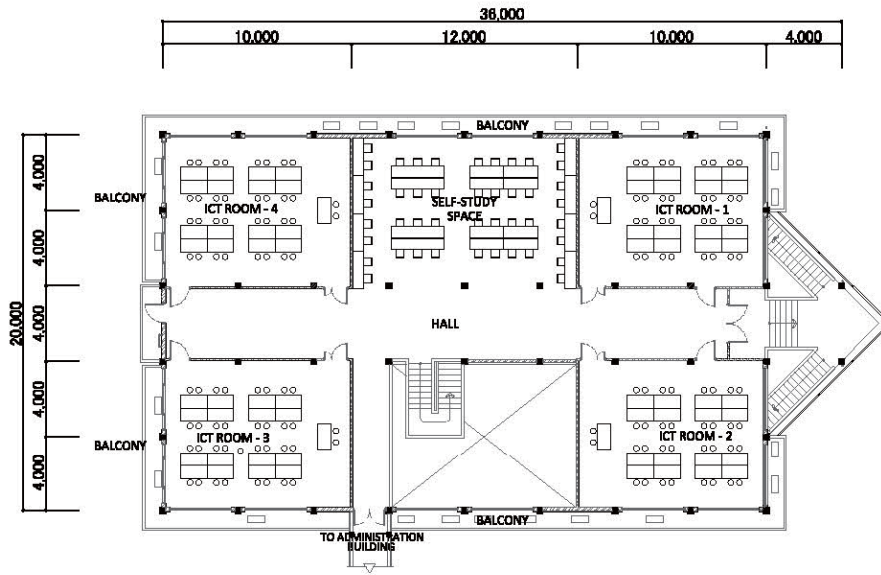 36,000
10,000
12,000
10,000
4,000
BALCONY
4,000
BALCONY
SELF-STUDY
SPACE
ICT ROOM - 4
ICT ROOM - 1
4,000
20,000
4,000
HALL
4,000
ICT ROOM - 3
ICT ROOM - 2
BALCONY
4,000
BALCONY
TO ADMINISTRATION
BUILDING